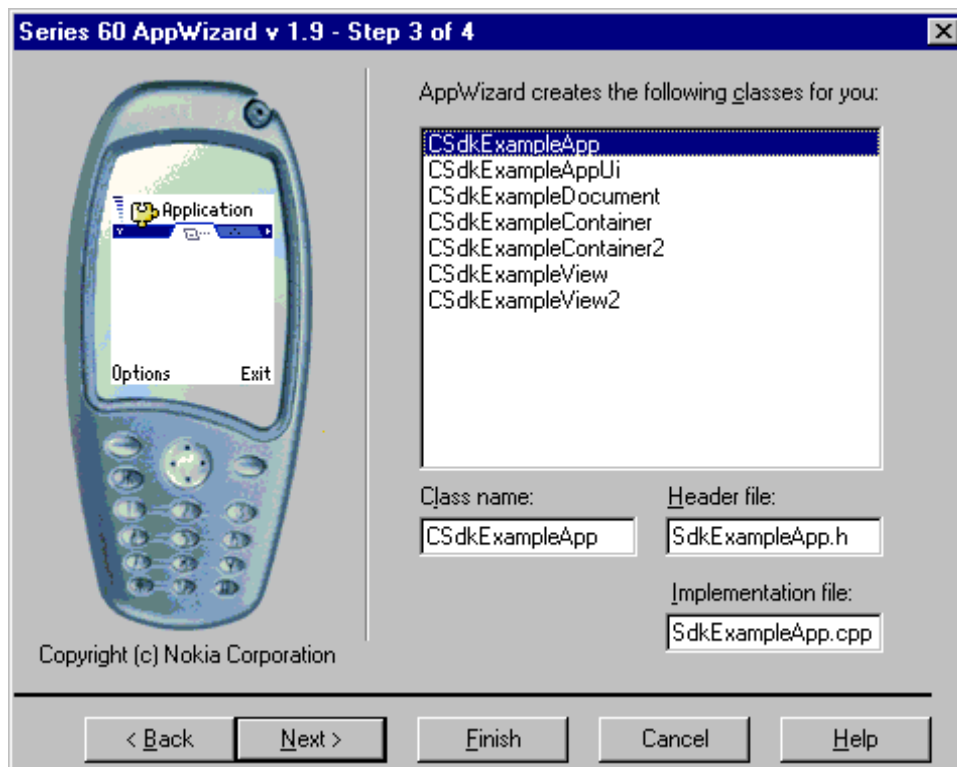 Series 60 AppWizard v 1.9 - Step 3 of 4
Application
Options Exit
Copyright (c) Nokia Corporation
AppWizard creates the following classes for you:
CSdkExampleApp
CSdkExampleAppUi
CSdkExampleDocument
CSdkExampleContainer
CSdkExampleContainer2
CSdkExampleView
CSdkExampleView2
Class name: Header file:
CSdkExampleApp SdkExampleApp.h
Implementation file:
SdkExampleApp.cpp
< Back Next > Finish Cancel Help